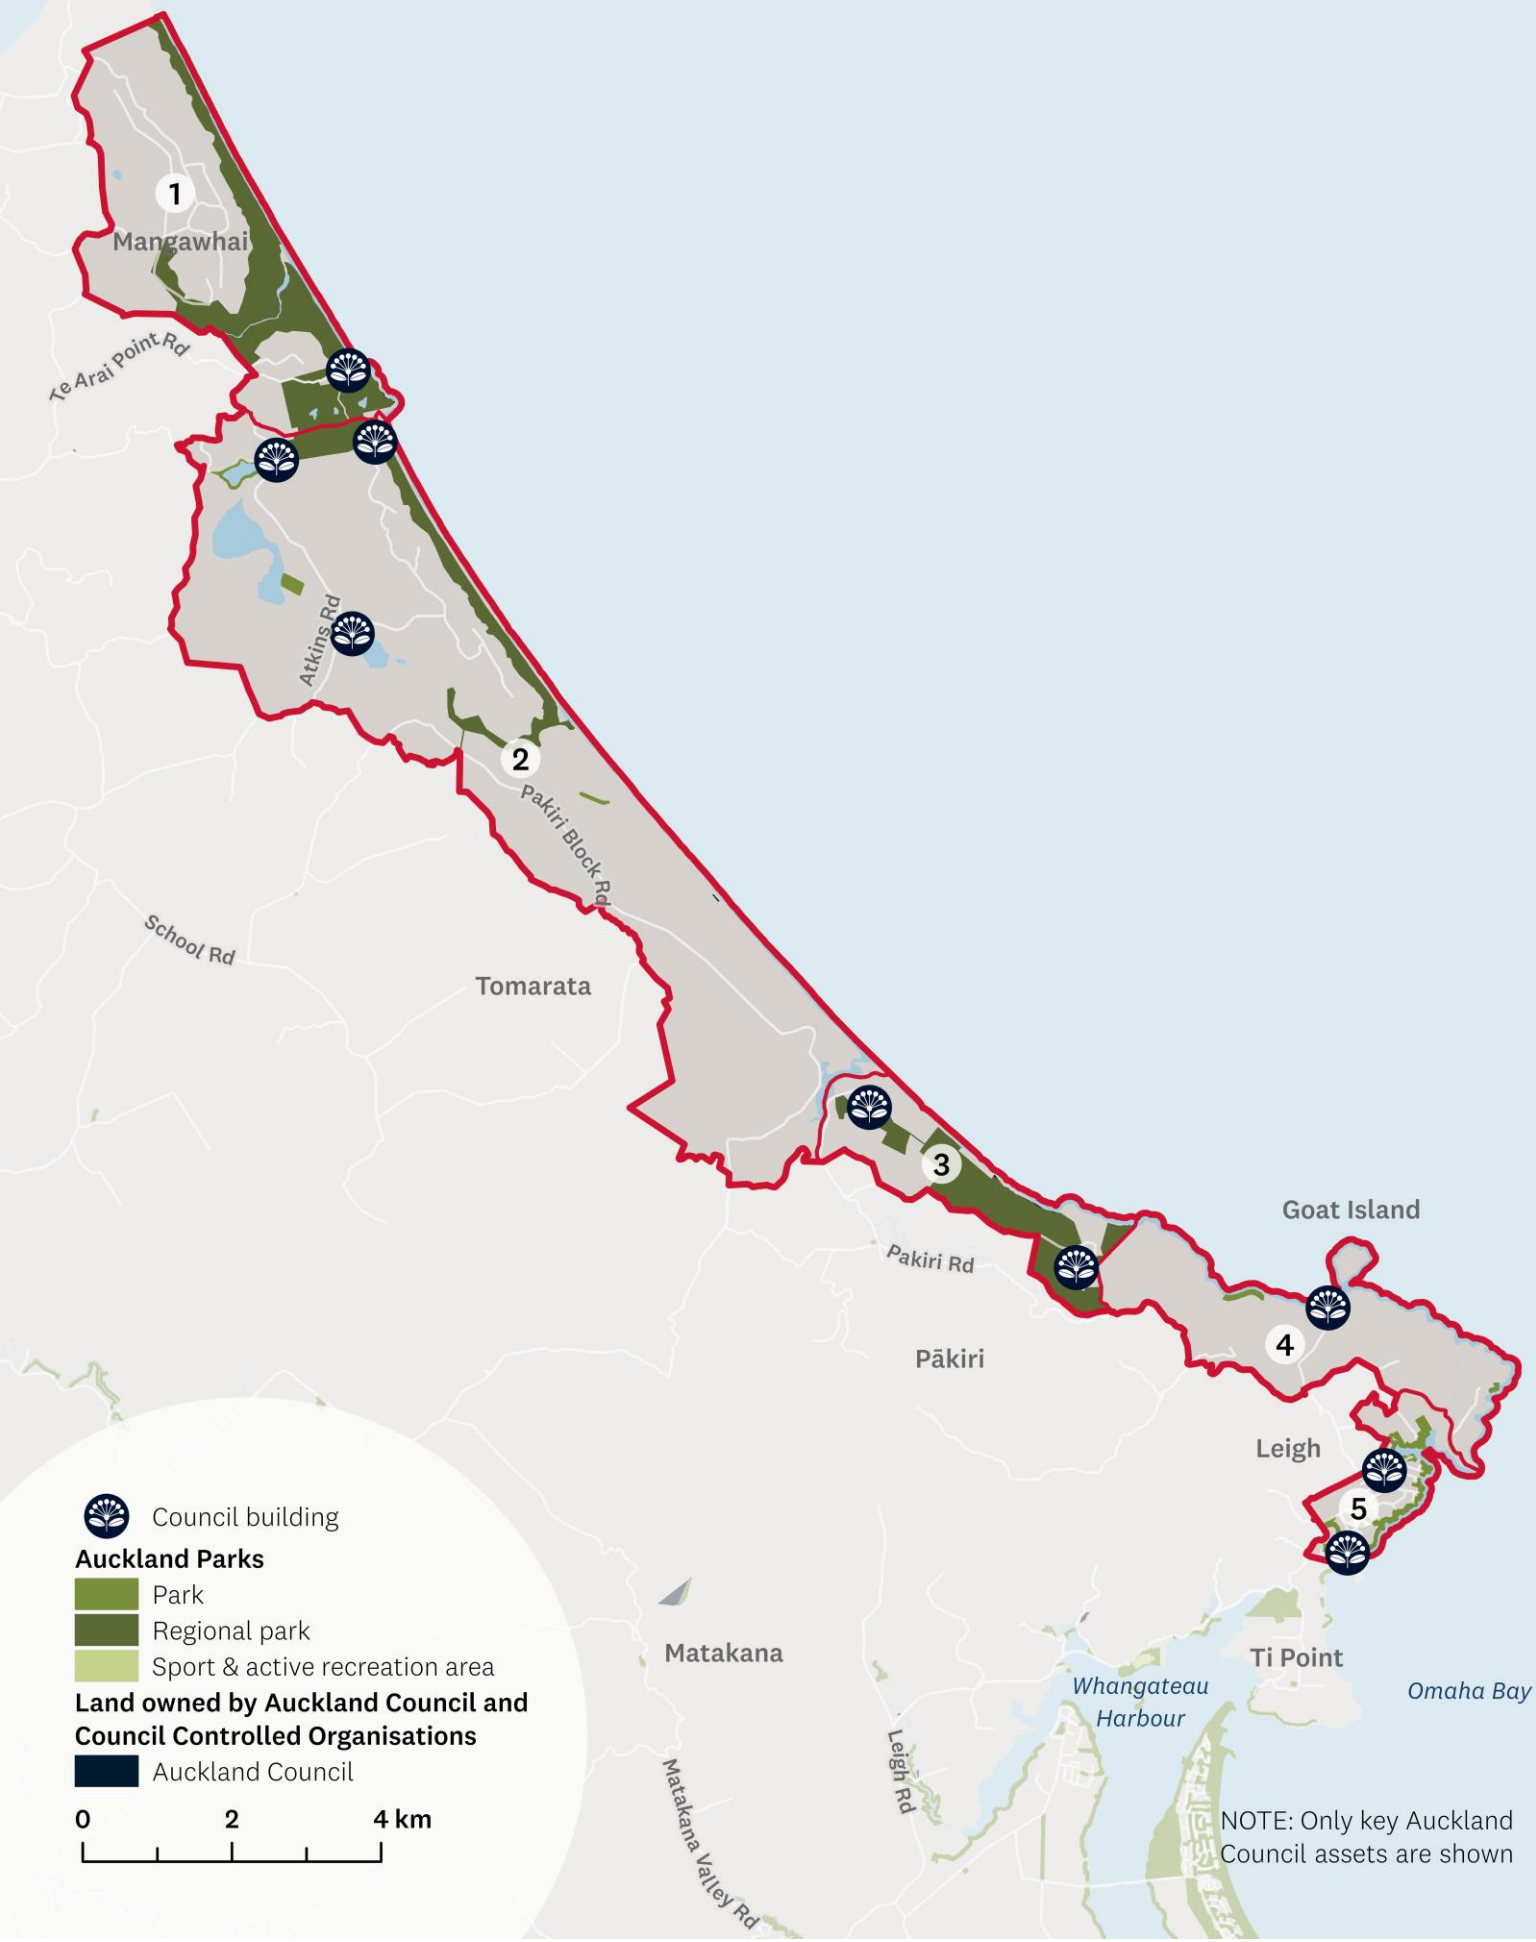 1
Mangawhai
Te Arai Point Rd
Atkins Rd
2
Pakiri Block Rd
School Rd
Tomarata
3
Goat Island
Pakiri Rd
4
Pākiri
Leigh
5
Council building
Auckland Parks
Park
Regional park
Sport & active recreation area
Land owned by Auckland Council and
Council Controlled Organisations
Auckland Council
0 2 4 km
Matakana
Ti Point
Whangateau
Harbour
Omaha Bay
Leigh Rd
Matakana Valley Rd
NOTE: Only key Auckland
Council assets are shown